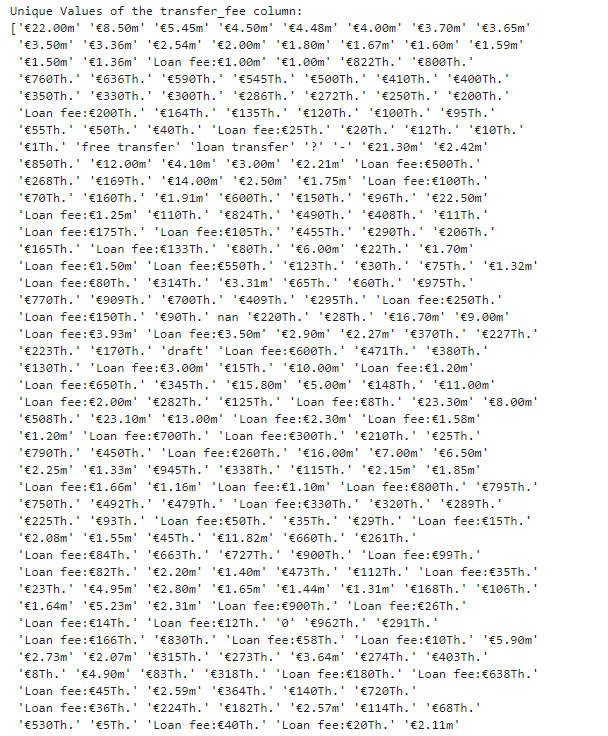 Unique Values of the transfer_fee column:
['€22.00m' '€8.50m' '€5.45m' '€4.50m' '€4.48m' '€4.00m' '€3.70m' '€3.65m'
'€3.50m' '€3.36m' '€2.54m' '€2.00m' '€1.80m' '€1.67m' '€1.60m' '€1.59m'
'€1.50m' '€1.36m' 'Loan fee:€1.00m' '€1.00m' '€822Th.' '€800Th.'
'€760Th.' '€636Th.' '€590Th.' '€545Th.' '€500Th.' '€410Th.' '€400Th.'
'€350Th.' '€330Th.' '€300Th.' '€286Th.' '€272Th.' '€250Th.' '€200Th.'
'Loan fee:€200Th.' '€164Th.' '€135Th.' '€120Th.' '€100Th.' '€95Th.'
'€55Th.' '€50Th.' '€40Th.' 'Loan fee:€25Th.' '€20Th.' '€12Th.' '€10Th.'
'€1Th.' 'free transfer' 'loan transfer' '?' '-' '€21.30m' '€2.42m'
'€850Th.' '€12.00m' '€4.10m' '€3.00m' '€2.21m' 'Loan fee:€500Th.'
'€268Th.' '€169Th.' '€14.00m' '€2.50m' '€1.75m' 'Loan fee:€100Th.'
'€70Th.' '€160Th.' '€1.91m' '€600Th.' '€150Th.' '€96Th.' '€22.50m'
'Loan fee:€1.25m' '€110Th.' '€824Th.' '€490Th.' '€408Th.' '€11Th.'
'Loan fee:€175Th.' 'Loan fee:€105Th.' '€455Th.' '€290Th.' '€206Th.'
'€165Th.' 'Loan fee:€133Th.' '€80Th.' '€6.00m' '€22Th.' '€1.70m'
'Loan fee:€1.50m' 'Loan fee:€550Th.' '€123Th.' '€30Th.' '€75Th.' '€1.32m'
'Loan fee:€80Th.' '€314Th.' '€3.31m' '€65Th.' '€60Th.' '€975Th.'
'€770Th.' '€909Th.' '€700Th.' '€409Th.' '€295Th.' 'Loan fee:€250Th.'
'Loan fee:€150Th.' '€90Th.' nan '€220Th.' '€28Th.' '€16.70m' '€9.00m'
'Loan fee:€3.93m' 'Loan fee:€3.50m' '€2.90m' '€2.27m' '€370Th.' '€227Th.'
'€223Th.' '€170Th.' 'draft' 'Loan fee:€600Th.' '€471Th.' '€380Th.'
'€130Th.' 'Loan fee:€3.00m' '€15Th.' '€10.00m' 'Loan fee:€1.20m'
'Loan fee:€650Th.' '€345Th.' '€15.80m' '€5.00m' '€148Th.' '€11.00m'
'Loan fee:€2.00m' '€282Th.' '€125Th.' 'Loan fee:€8Th.' '€23.30m' '€8.00m'
'€508Th.' '€23.10m' '€13.00m' 'Loan fee:€2.30m' 'Loan fee:€1.58m'
'€1.20m' 'Loan fee:€700Th.' 'Loan fee:€300Th.' '€210Th.' '€25Th.'
'€790Th.' '€450Th.' 'Loan fee:€260Th.' '€16.00m' '€7.00m' '€6.50m'
'€2.25m' '€1.33m' '€945Th.' '€338Th.' '€115Th.' '€2.15m' '€1.85m'
'Loan fee:€1.66m' '€1.16m' 'Loan fee:€1.10m' 'Loan fee:€800Th.' '€795Th.'
'€750Th.' '€492Th.' '€479Th.' 'Loan fee:€330Th.' '€320Th.' '€289Th.'
'€225Th.' '€93Th.' 'Loan fee:€50Th.' '€35Th.' '€29Th.' 'Loan fee:€15Th.'
'€2.08m' '€1.55m' '€45Th.' '€11.82m' '€660Th.' '€261Th.'
'Loan fee:€84Th.' '€663Th.' '€727Th.' '€900Th.' 'Loan fee:€99Th.'
'Loan fee:€82Th.' '€2.20m' '€1.40m' '€473Th.' '€112Th.' 'Loan fee:€35Th.'
'€23Th.' '€4.95m' '€2.80m' '€1.65m' '€1.44m' '€1.31m' '€168Th.' '€106Th.'
'€1.64m' '€5.23m' '€2.31m' 'Loan fee:€900Th.' 'Loan fee:€26Th.'
'Loan fee:€14Th.' 'Loan fee:€12Th.' '0' '€962Th.' '€291Th.'
'Loan fee:€166Th.' '€830Th.' 'Loan fee:€58Th.' 'Loan fee:€10Th.' '€5.90m'
'€2.73m' '€2.07m' '€315Th.' '€273Th.' '€3.64m' '€274Th.' '€403Th.'
'€8Th.' '€4.90m' '€83Th.' '€318Th.' 'Loan fee:€180Th.' 'Loan fee:€638Th.'
'Loan fee:€45Th.' '€2.59m' '€364Th.' '€140Th.' '€720Th.'
'Loan fee:€36Th.' '€224Th.' '€182Th.' '€2.57m' '€114Th.' '€68Th.'
'€530Th.' '€5Th.' 'Loan fee:€40Th.' 'Loan fee:€20Th.' '€2.11m'